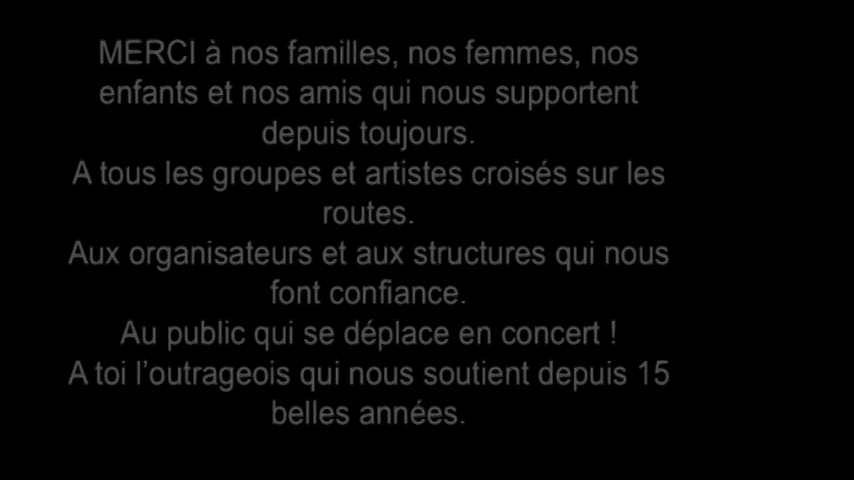 MERCI à nos familles, nos femmes, nos
enfants et nos amis qui nous supportent
depuis toujours.
A tous les groupes et artistes croisés sur les
routes.
Aux organisateurs et aux structures qui nous
font confiance.
Au public qui se déplace en concert !
A toi l’outrageois qui nous soutient depuis 15
belles années.